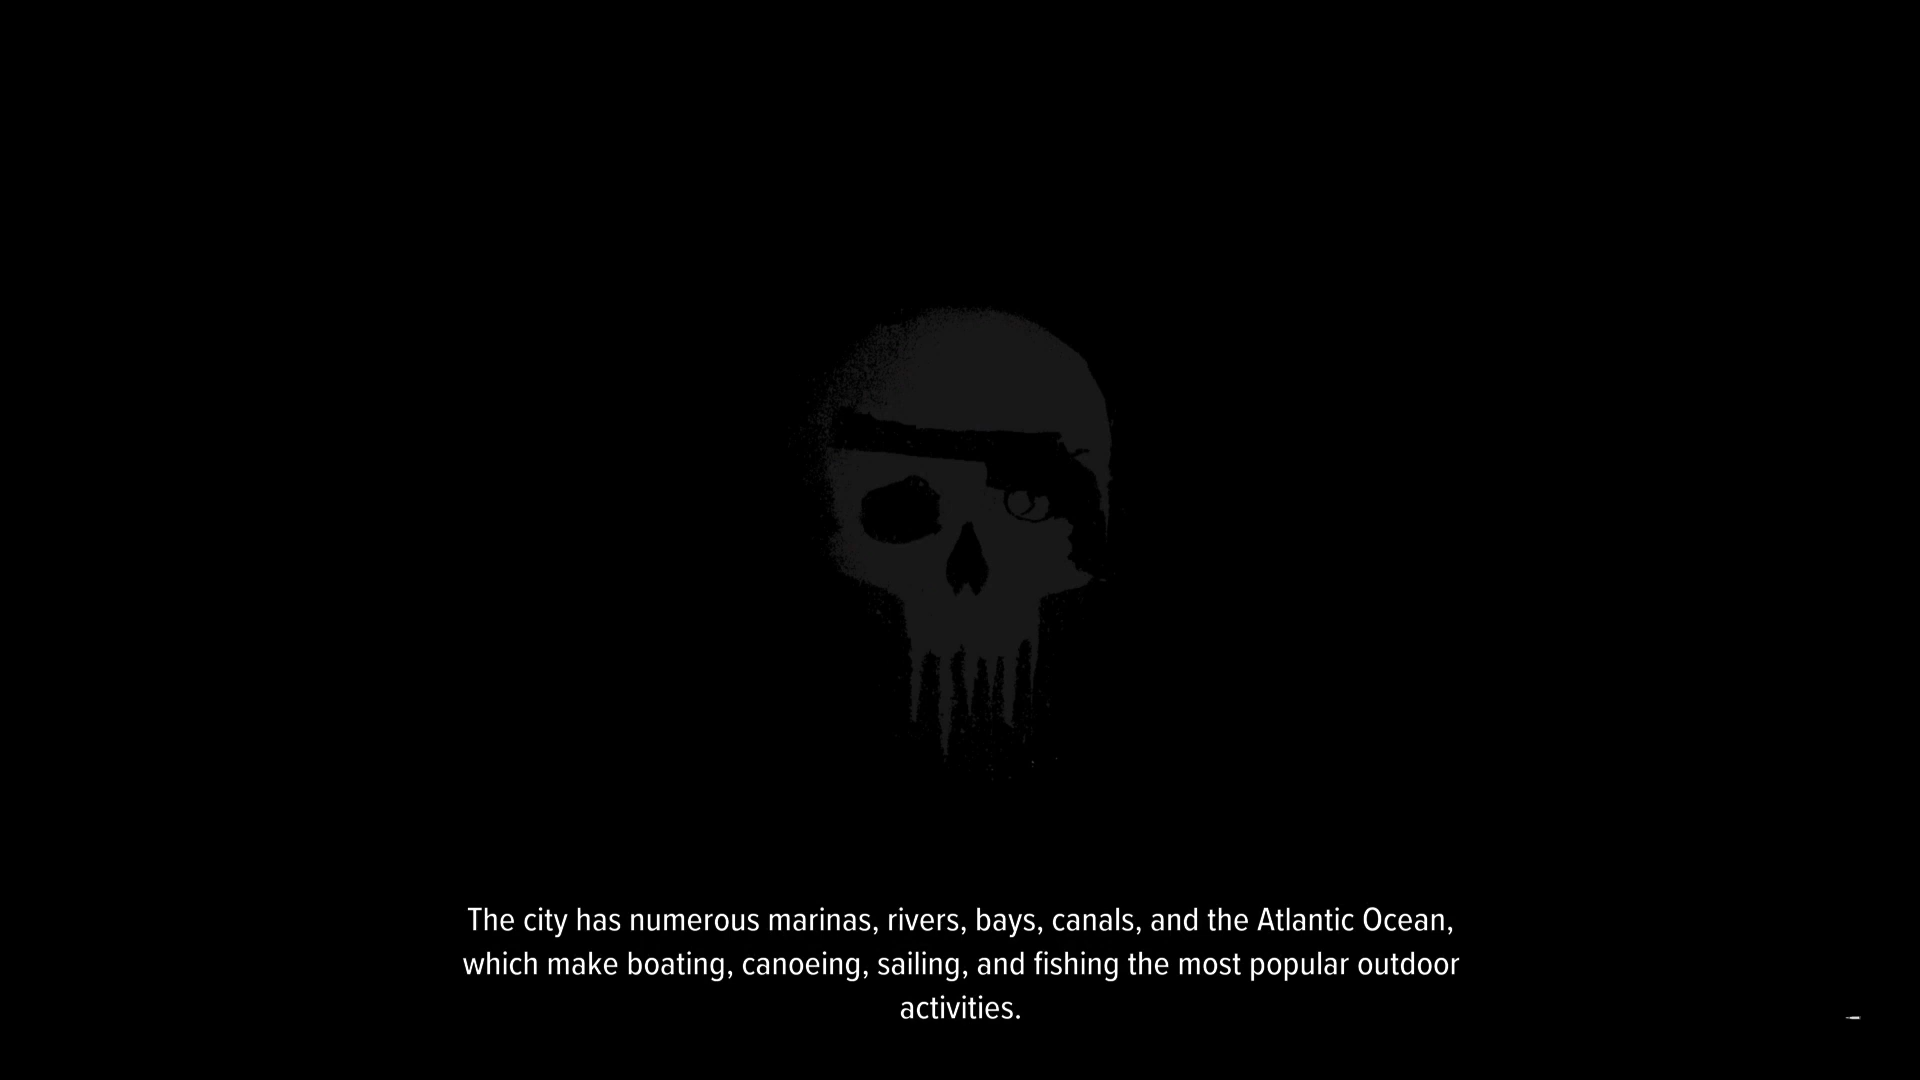 The city has numerous marinas, rivers, bays, canals, and the Atlantic Ocean,
which make boating, canoeing, sailing, and fishing the most popular outdoor
activities.